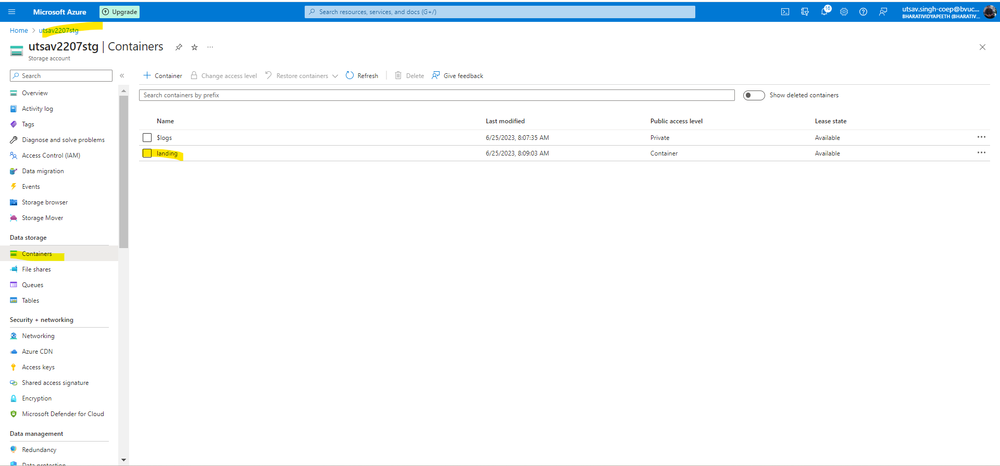 Microsoft Azure
Upgrade
Search resources, services, and docs (G+/)
16
utsav.singh-coep@bvuc...
BHARATIVIDYAPEETH (BHARATIV...
Home > utsav2207stg
utsav2207stg | Containers
...
Storage account
Search
«
+ Container
Change access level
Restore containers
Refresh
Delete
Give feedback
Search containers by prefix
Show deleted containers
Name Last modified Public access level Lease state
$logs 6/25/2023, 8:07:35 AM Private Available ...
landing 6/25/2023, 8:09:03 AM Container Available ...
Overview
Activity log
Tags
Diagnose and solve problems
Access Control (IAM)
Data migration
Events
Storage browser
Storage Mover
Data storage
Containers
File shares
Queues
Tables
Security + networking
Networking
Azure CDN
Access keys
Shared access signature
Encryption
Microsoft Defender for Cloud
Data management
Redundancy
Data protection